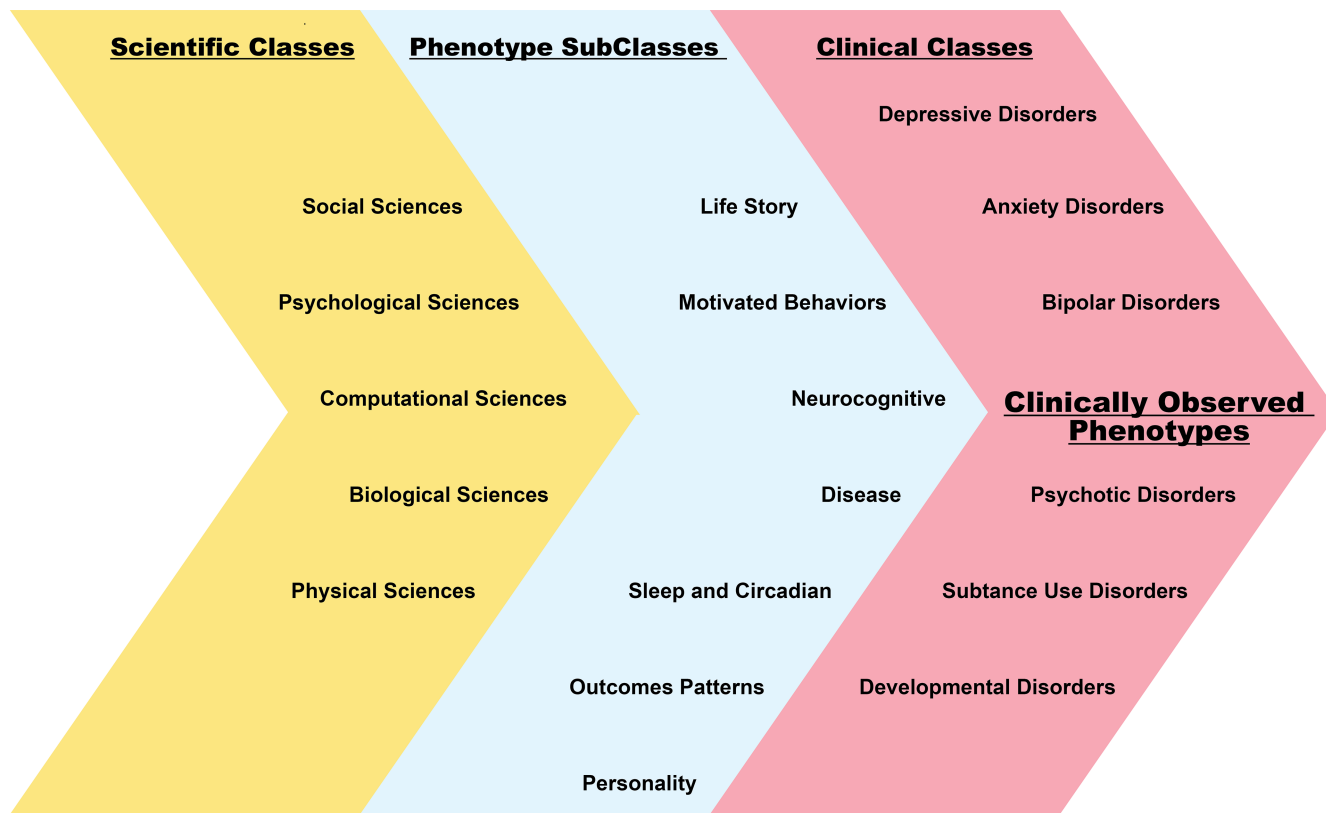 Scientific Classes
Social Sciences
Psychological Sciences
Computational Sciences
Biological Sciences
Physical Sciences
Phenotype SubClasses
Life Story
Motivated Behaviors
Neurocognitive
Disease
Sleep and Circadian
Outcomes Patterns
Personality
Clinical Classes
Depressive Disorders
Anxiety Disorders
Bipolar Disorders
Clinically Observed
Phenotypes
Psychotic Disorders
Subtance Use Disorders
Developmental Disorders